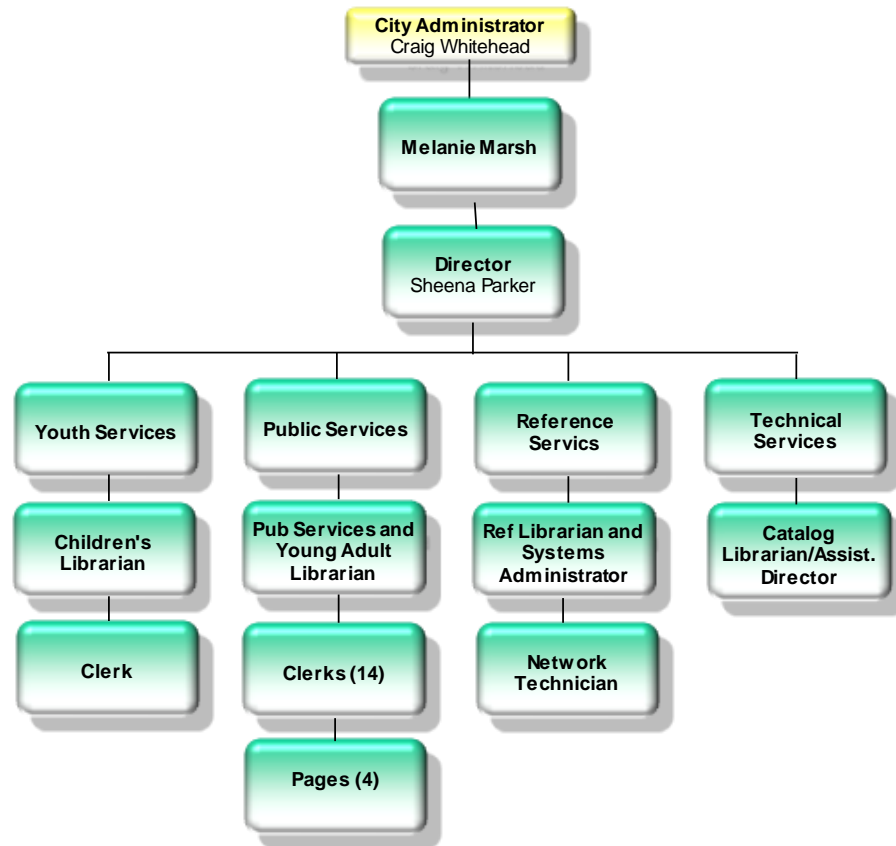 City Administrator
Craig Whitehead
Melanie Marsh
Director
Sheena Parker
Youth Services
Public Services
Reference
Servics
Technical
Services
Children's
Librarian
Pub Services and
Young Adult
Librarian
Ref Librarian and
Systems
Administrator
Catalog
Librarian/Assist.
Director
Clerk
Clerks (14)
Network
Technician
Pages (4)